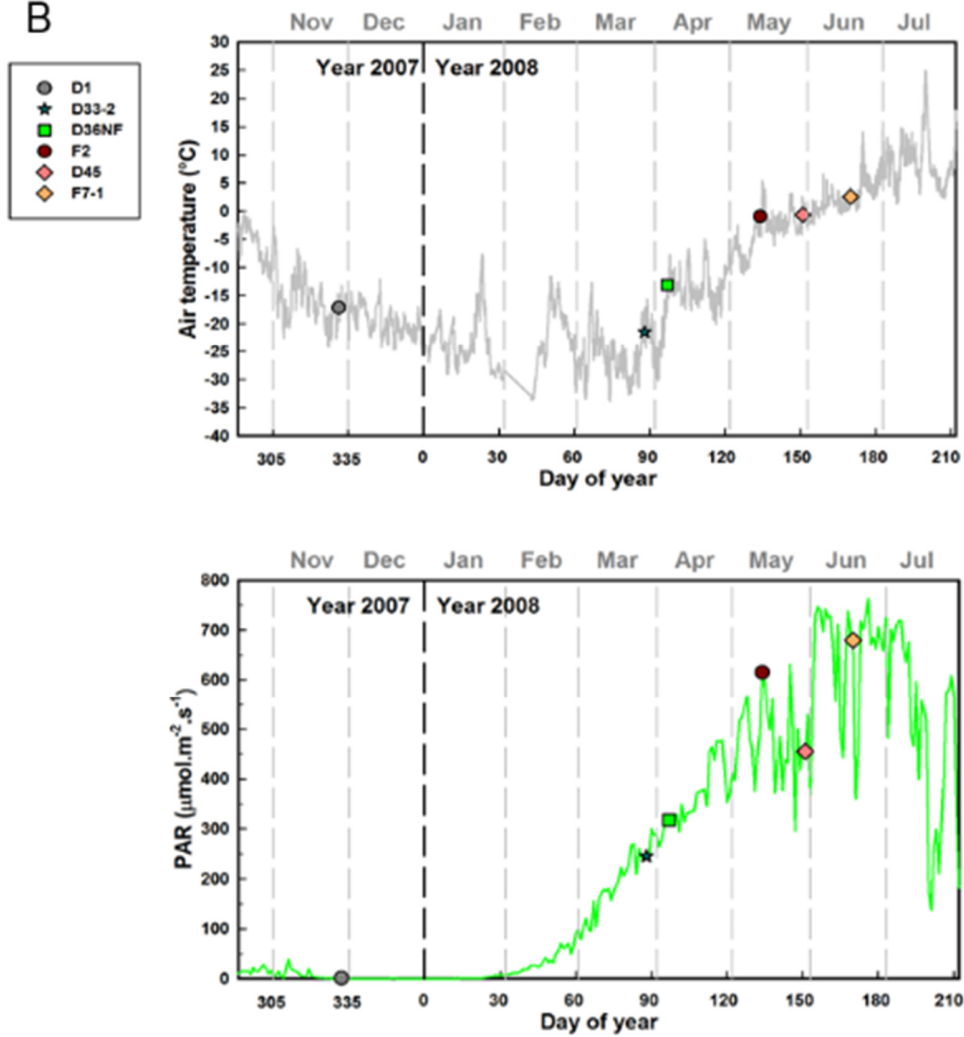 B
D1
D33-2
D36NF
F2
D45
F7-1
Nov Dec Jan Feb Mar Apr May Jun Jul
Year 2007 Year 2008
Air temperature (°C)
30
25
20
15
10
5
0
-5
-10
-15
-20
-25
-30
-35
-40
305 335 0 30 60 90 120 150 180 210
Day of year
Nov Dec Jan Feb Mar Apr May Jun Jul
Year 2007 Year 2008
PAR (µmol.m-2.s-1)
800
700
600
500
400
300
200
100
0
305 335 0 30 60 90 120 150 180 210
Day of year